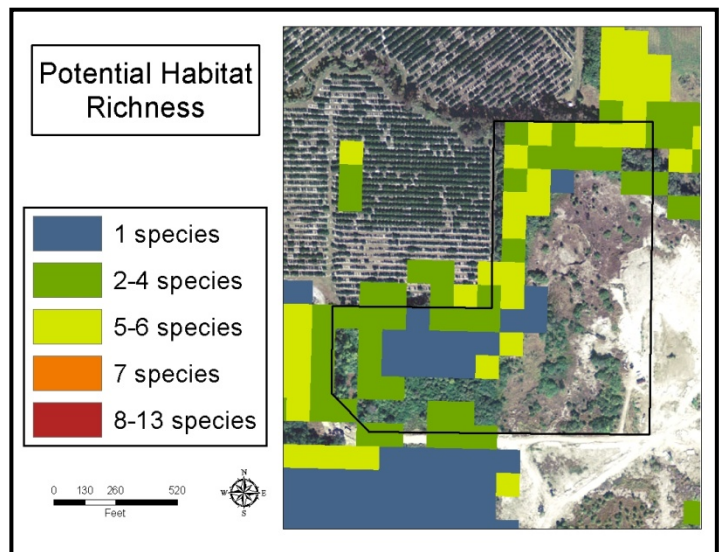 Potential Habitat
Richness
1 species
2-4 species
5-6 species
7 species
8-13 species
0 130 260 520
Feet
N
W E
S